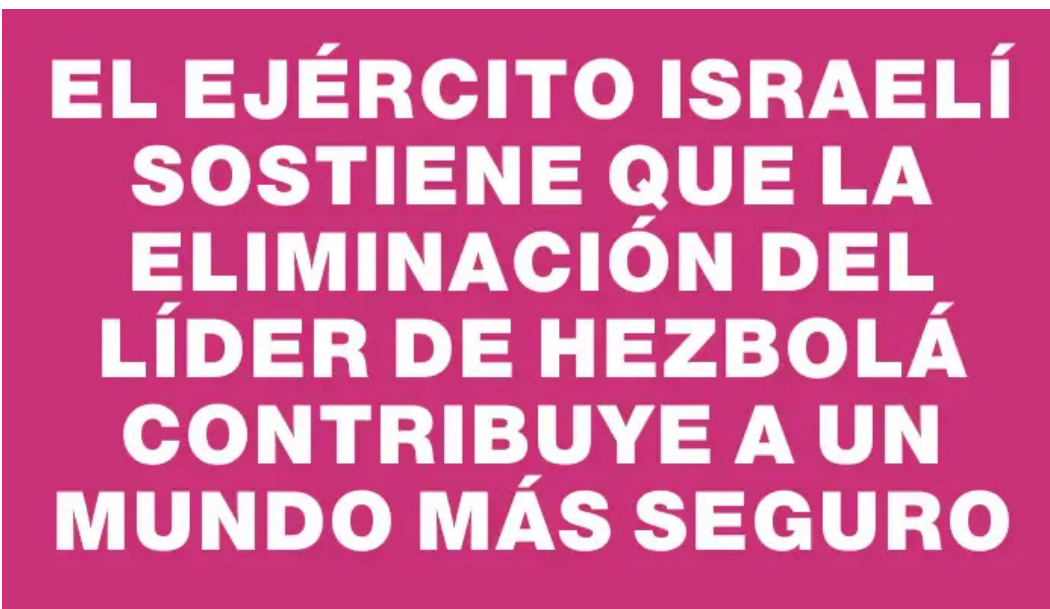 EL EJÉRCITO ISRAELÍ
SOSTIENE QUE LA
ELIMINACIÓN DEL
LÍDER DE HEZBOLÁ
CONTRIBUYE A UN
MUNDO MÁS SEGURO